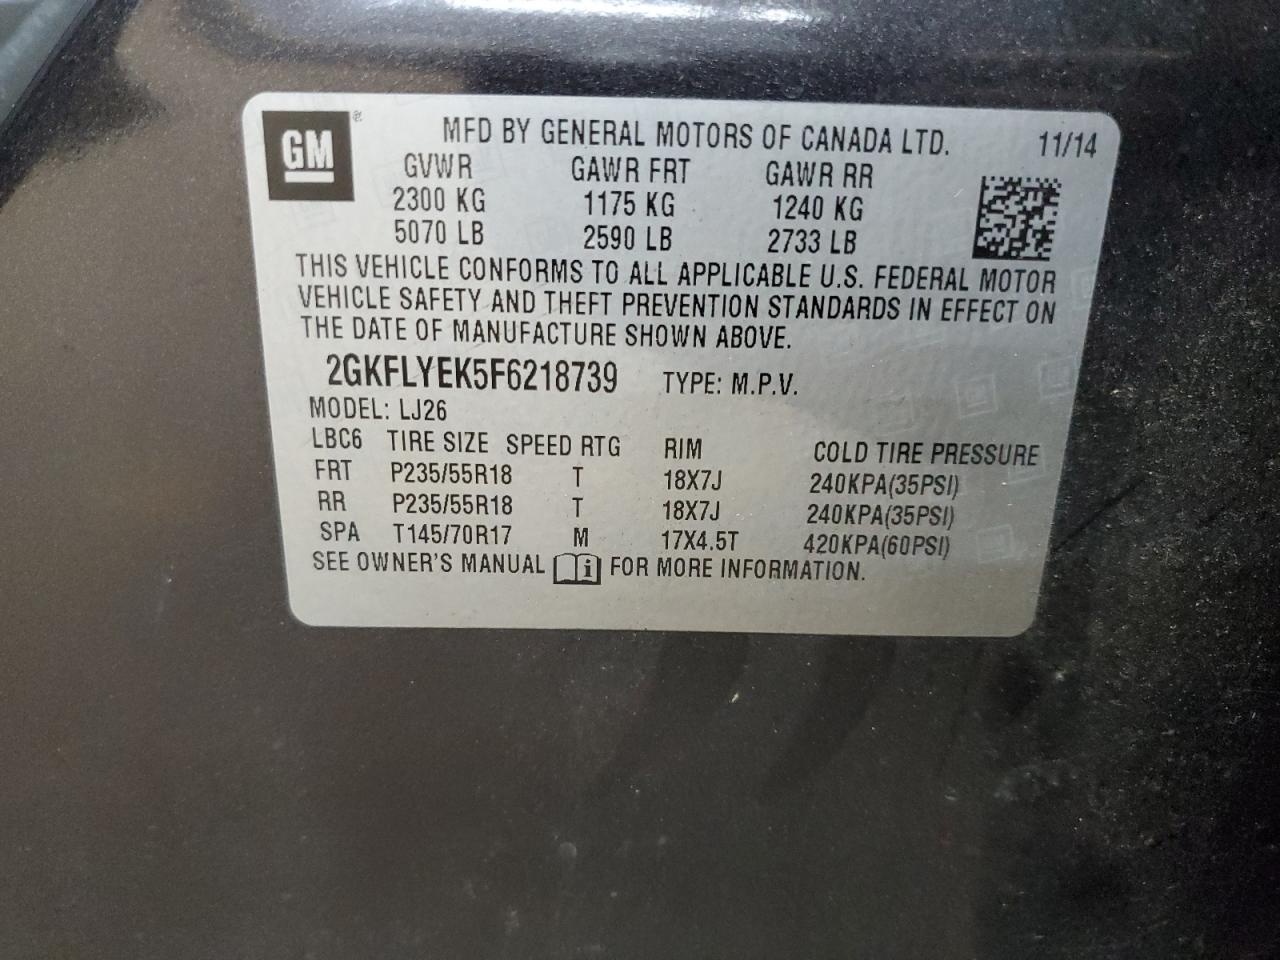 GM
MFD BY GENERAL MOTORS OF CANADA LTD. 11/14
GVWR GAWR FRT GAWR RR
2300 KG 1175 KG 1240 KG
5070 LB 2590 LB 2733 LB
THIS VEHICLE CONFORMS TO ALL APPLICABLE U.S. FEDERAL MOTOR
VEHICLE SAFETY AND THEFT PREVENTION STANDARDS IN EFFECT ON
THE DATE OF MANUFACTURE SHOWN ABOVE.
2GKFLYEK5F6218739 TYPE: M.P.V.
MODEL: LJ26
LBC6 TIRE SIZE SPEED RTG RIM COLD TIRE PRESSURE
FRT P235/55R18 T 18X7J 240KPA(35PSI)
RR P235/55R18 T 18X7J 240KPA(35PSI)
SPA T145/70R17 M 17X4.5T 420KPA(60PSI)
SEE OWNER'S MANUAL i FOR MORE INFORMATION.